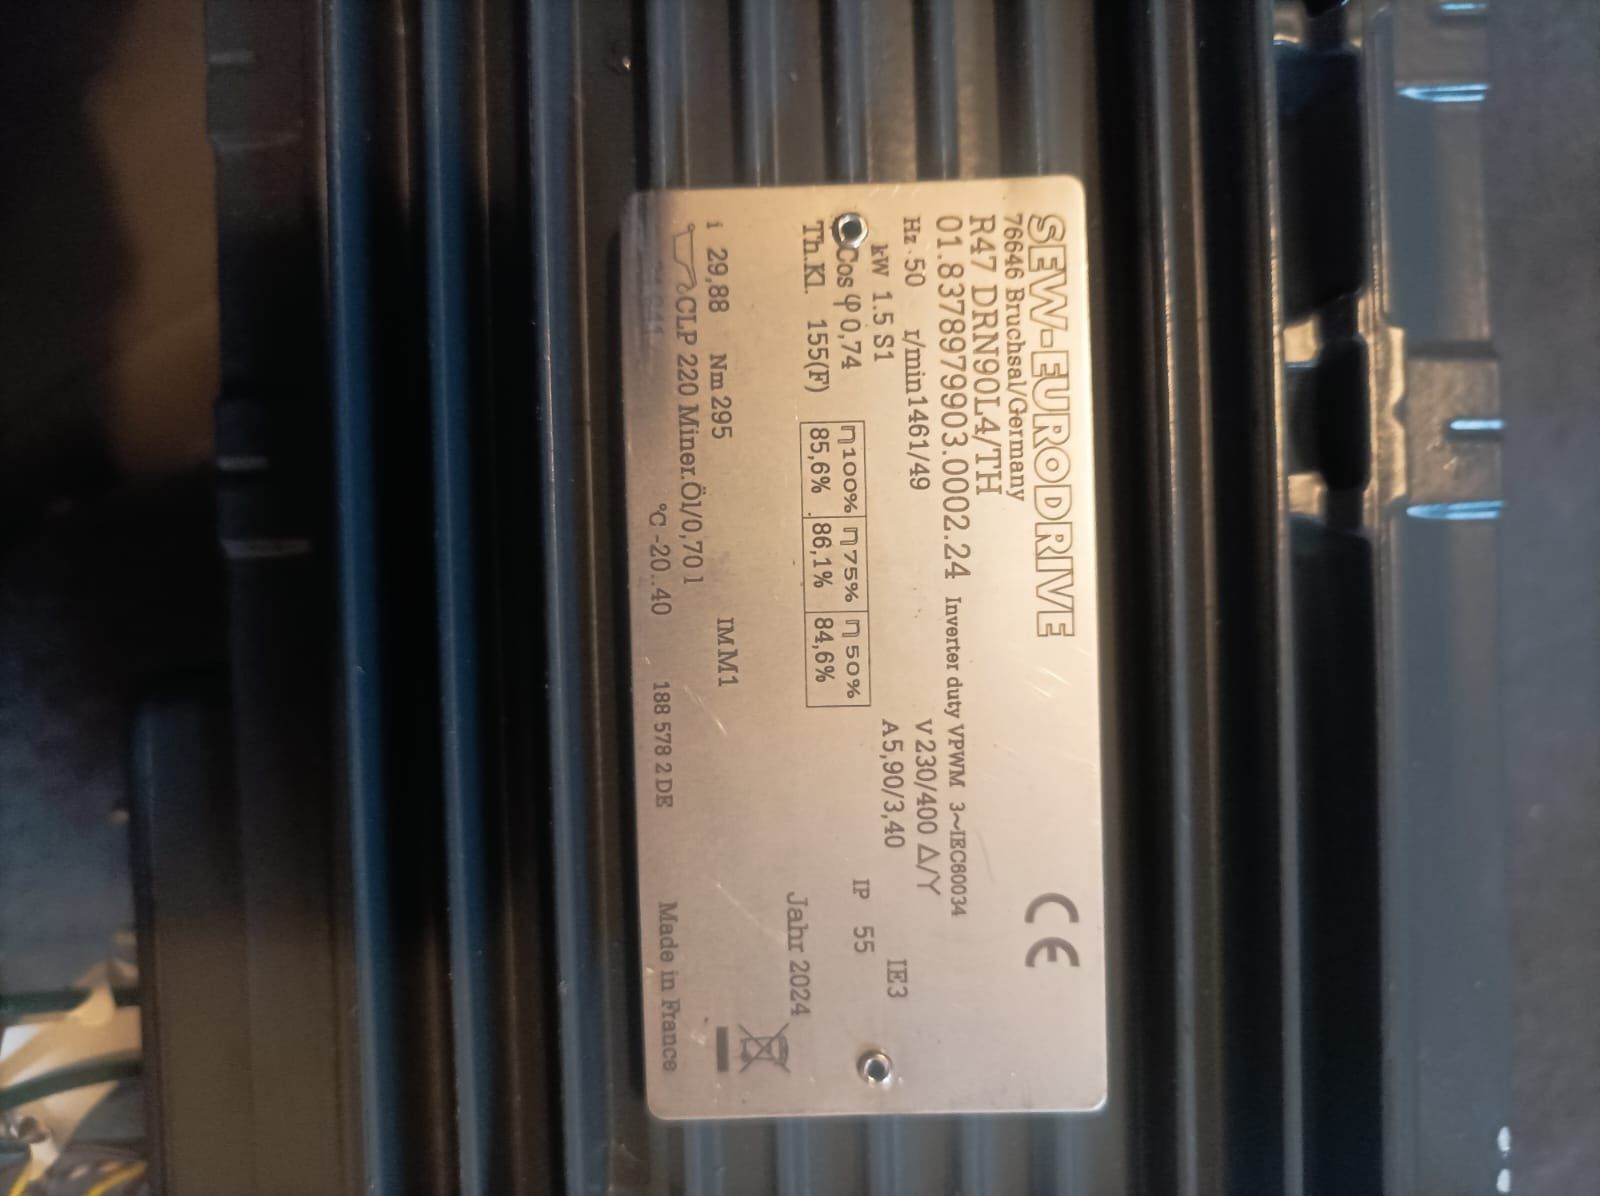 SEW-EURODRIVE CE
76646 Bruchsal/Germany
R47 DRN90L4/TH
01.8378979903.0002.24 Inverter duty VPWM 3~IEC60034
Hz 50 r/min 1461/49 V 230/400 Δ/Y
kW 1.5 S1 A 5,90/3,40 IE3
Cos φ 0,74 η100% η75% η50% IP 55
Th.Kl. 155(F) 85,6% 86,1% 84,6%
Jahr 2024
i 29,88 Nm 295 IM M1
CLP 220 Miner.Öl/0,70 l
°C -20..40 188 578 2 DE Made in France